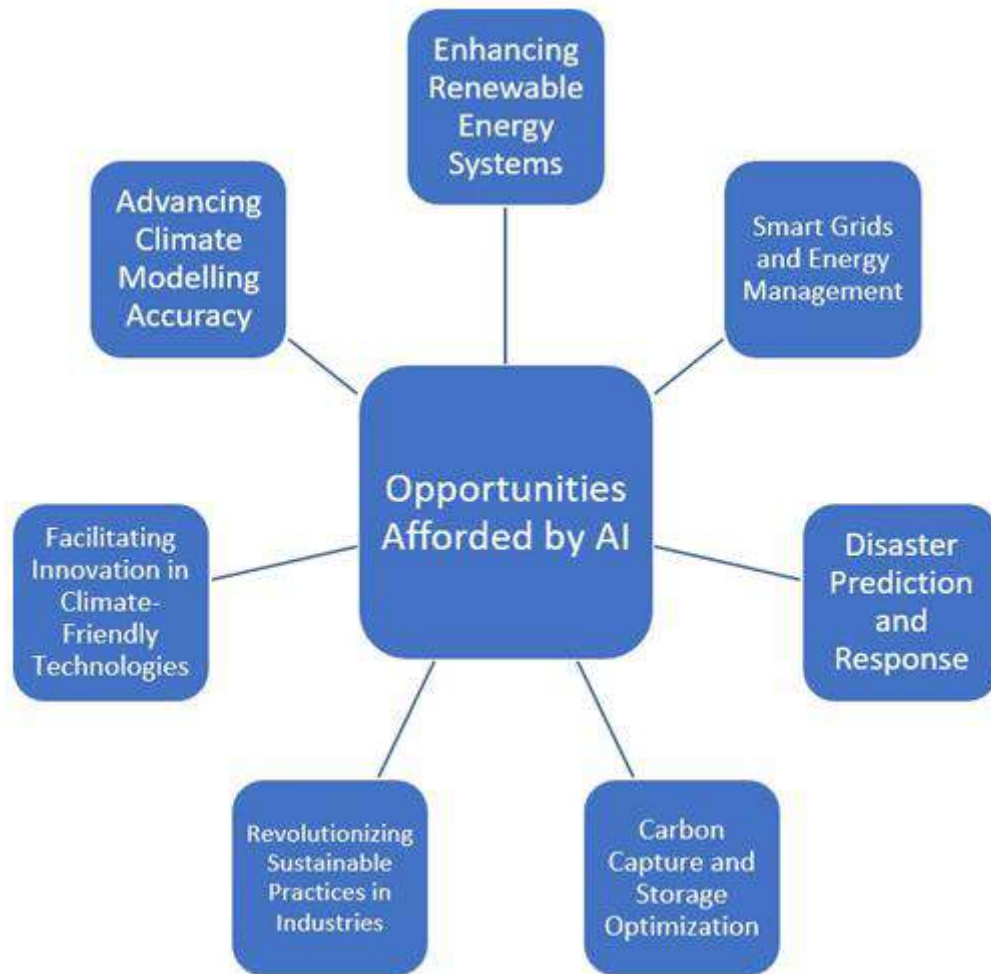 Enhancing
Renewable
Energy
Systems
Advancing
Climate
Modelling
Accuracy
Smart Grids
and Energy
Management
Opportunities
Afforded by AI
Facilitating
Innovation in
Climate-
Friendly
Technologies
Disaster
Prediction
and
Response
Revolutionizing
Sustainable
Practices in
Industries
Carbon
Capture and
Storage
Optimization